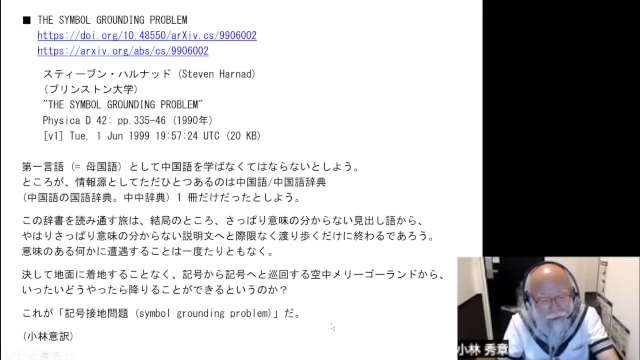 ■ THE SYMBOL GROUNDING PROBLEM
https://doi.org/10.48550/arXiv.cs/9906002
https://arxiv.org/abs/cs/9906002
スティーブン・ハルナッド (Steven Harnad)
(プリンストン大学)
"THE SYMBOL GROUNDING PROBLEM"
Physica D 42: pp.335-46 (1990年)
[v1] Tue, 1 Jun 1999 19:57:24 UTC (20 KB)
第一言語 (= 母国語) として中国語を学ばなくてはならないとしよう。
ところが、情報源としてただひとつあるのは中国語/中国語辞典
(中国語の国語辞典。中中辞典) 1 冊だけだったとしよう。
この辞書を読み通す旅は、結局のところ、さっぱり意味の分からない見出し語から、
やはりさっぱり意味の分からない説明文へと際限なく渡り歩くだけに終わるであろう。
意味のある何かに遭遇することは一度たりともなく。
決して地面に着地することなく、記号から記号へと巡回する空中メリーゴーランドから、
いったいどうやったら降りることができるというのか？
これが「記号接地問題 (symbol grounding problem)」だ。
(小林意訳)
小林 秀章